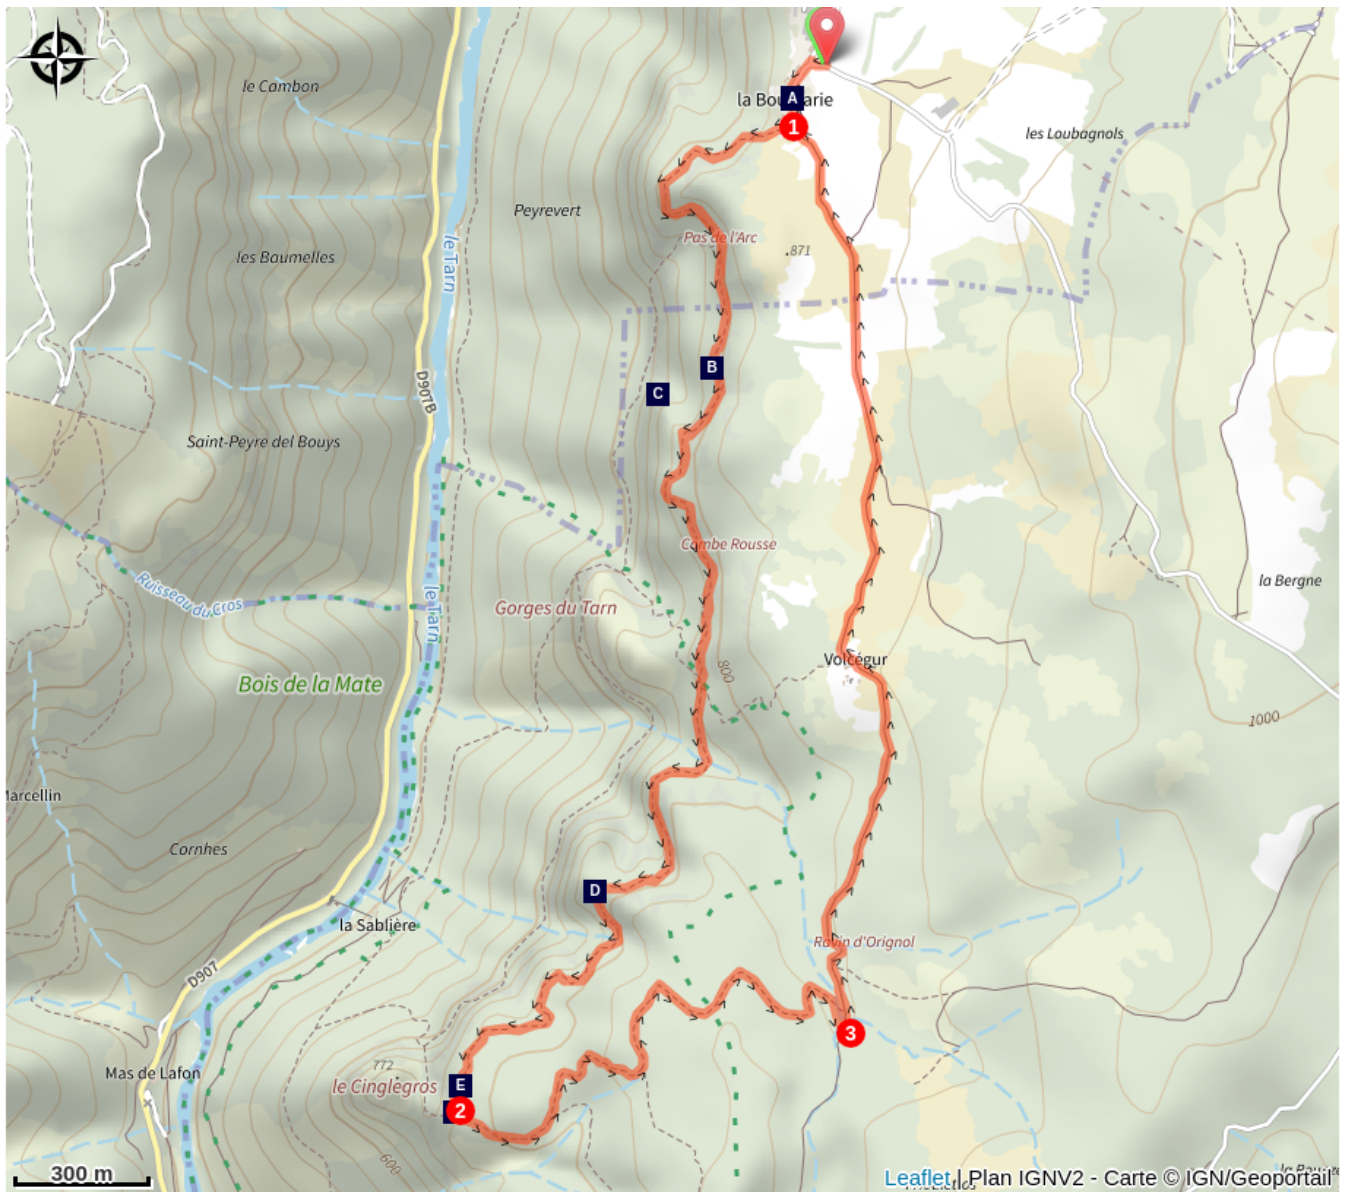 le Cambon
A
la Bou
arie
1
les Loubagnols
Peyrevert
Pas de l'Arc
.871
les Baumelles
le Tarn
B
C
D907B
Saint-Peyre del Bouys
Combe Rousse
Ruisseau du Cros
le Tarn
Gorges du Tarn
la Bergne
800
Volcégur
Bois de la Mate
1000
Marcellin
Cornhes
D
la Sablière
Ravin d'Orignol
D907
3
772
Mas de Lafon
le Cinglegros
E
2
600
300 m
Leaflet | Plan IGNV2 - Carte © IGN/Geoportail